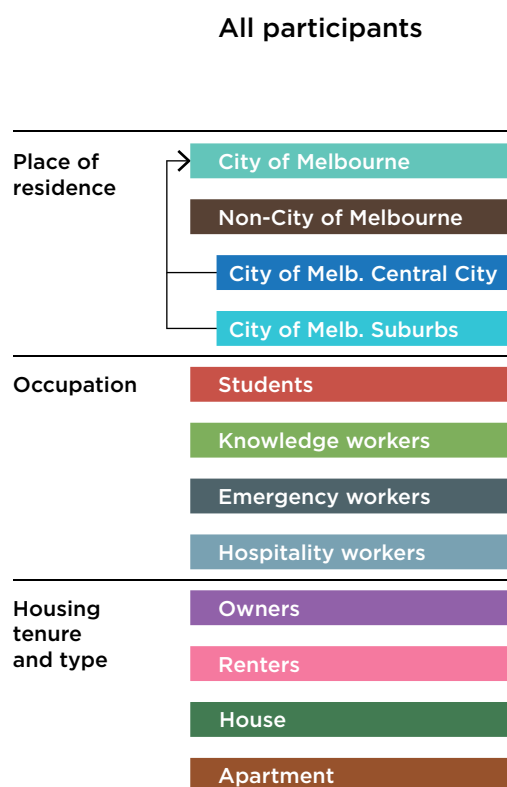 All participants
Place of
residence
City of Melbourne
Non-City of Melbourne
City of Melb. Central City
City of Melb. Suburbs
Occupation
Students
Knowledge workers
Emergency workers
Hospitality workers
Housing
tenure
and type
Owners
Renters
House
Apartment